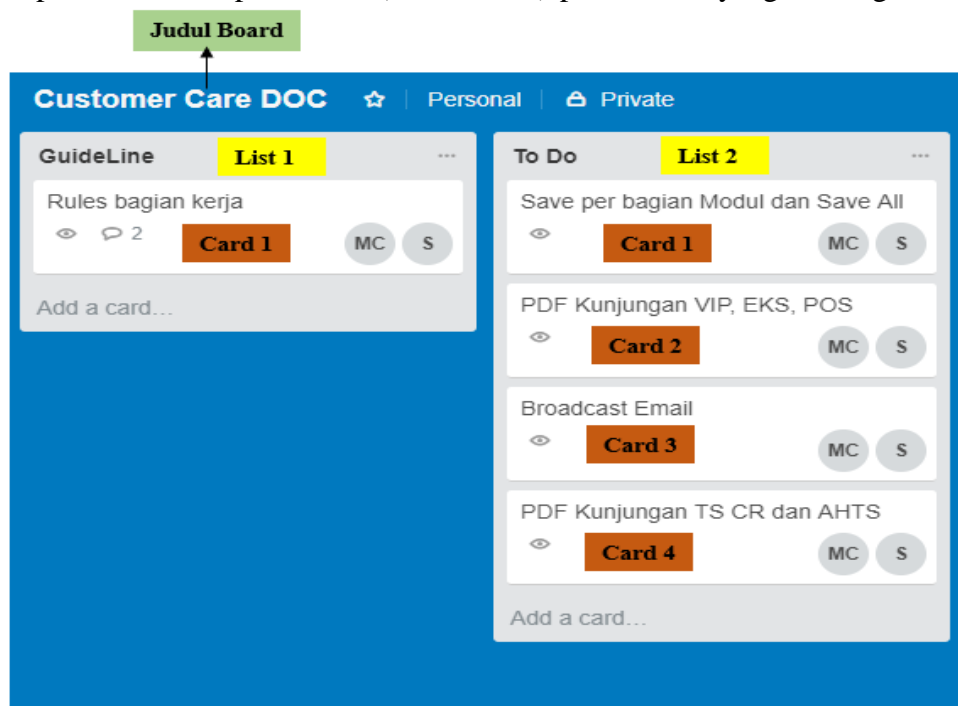 Judul Board
Customer Care DOC Personal Private
GuideLine List 1 ...
Rules bagian kerja
2 Card 1 MC S
Add a card...
To Do List 2 ...
Save per bagian Modul dan Save All
Card 1 MC S
PDF Kunjungan VIP, EKS, POS
Card 2 MC S
Broadcast Email
Card 3 MC S
PDF Kunjungan TS CR dan AHTS
Card 4 MC S
Add a card...